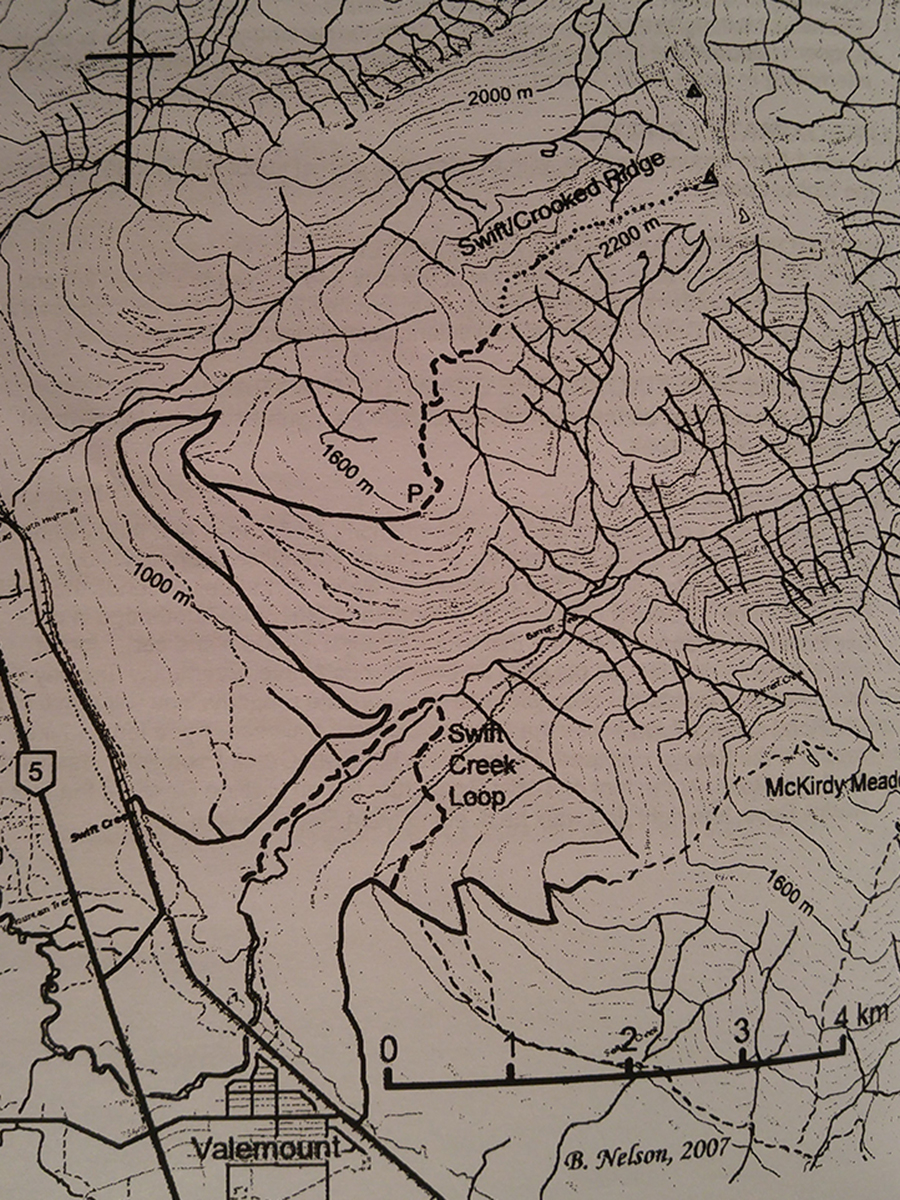 2000 m
Swift/Crooked Ridge
2200 m
1600 m
P
1000 m
Swift
Creek
Loop
5
McKirdy Mead
1600 m
0 1 2 3 4 km
Valemount
B. Nelson, 2007